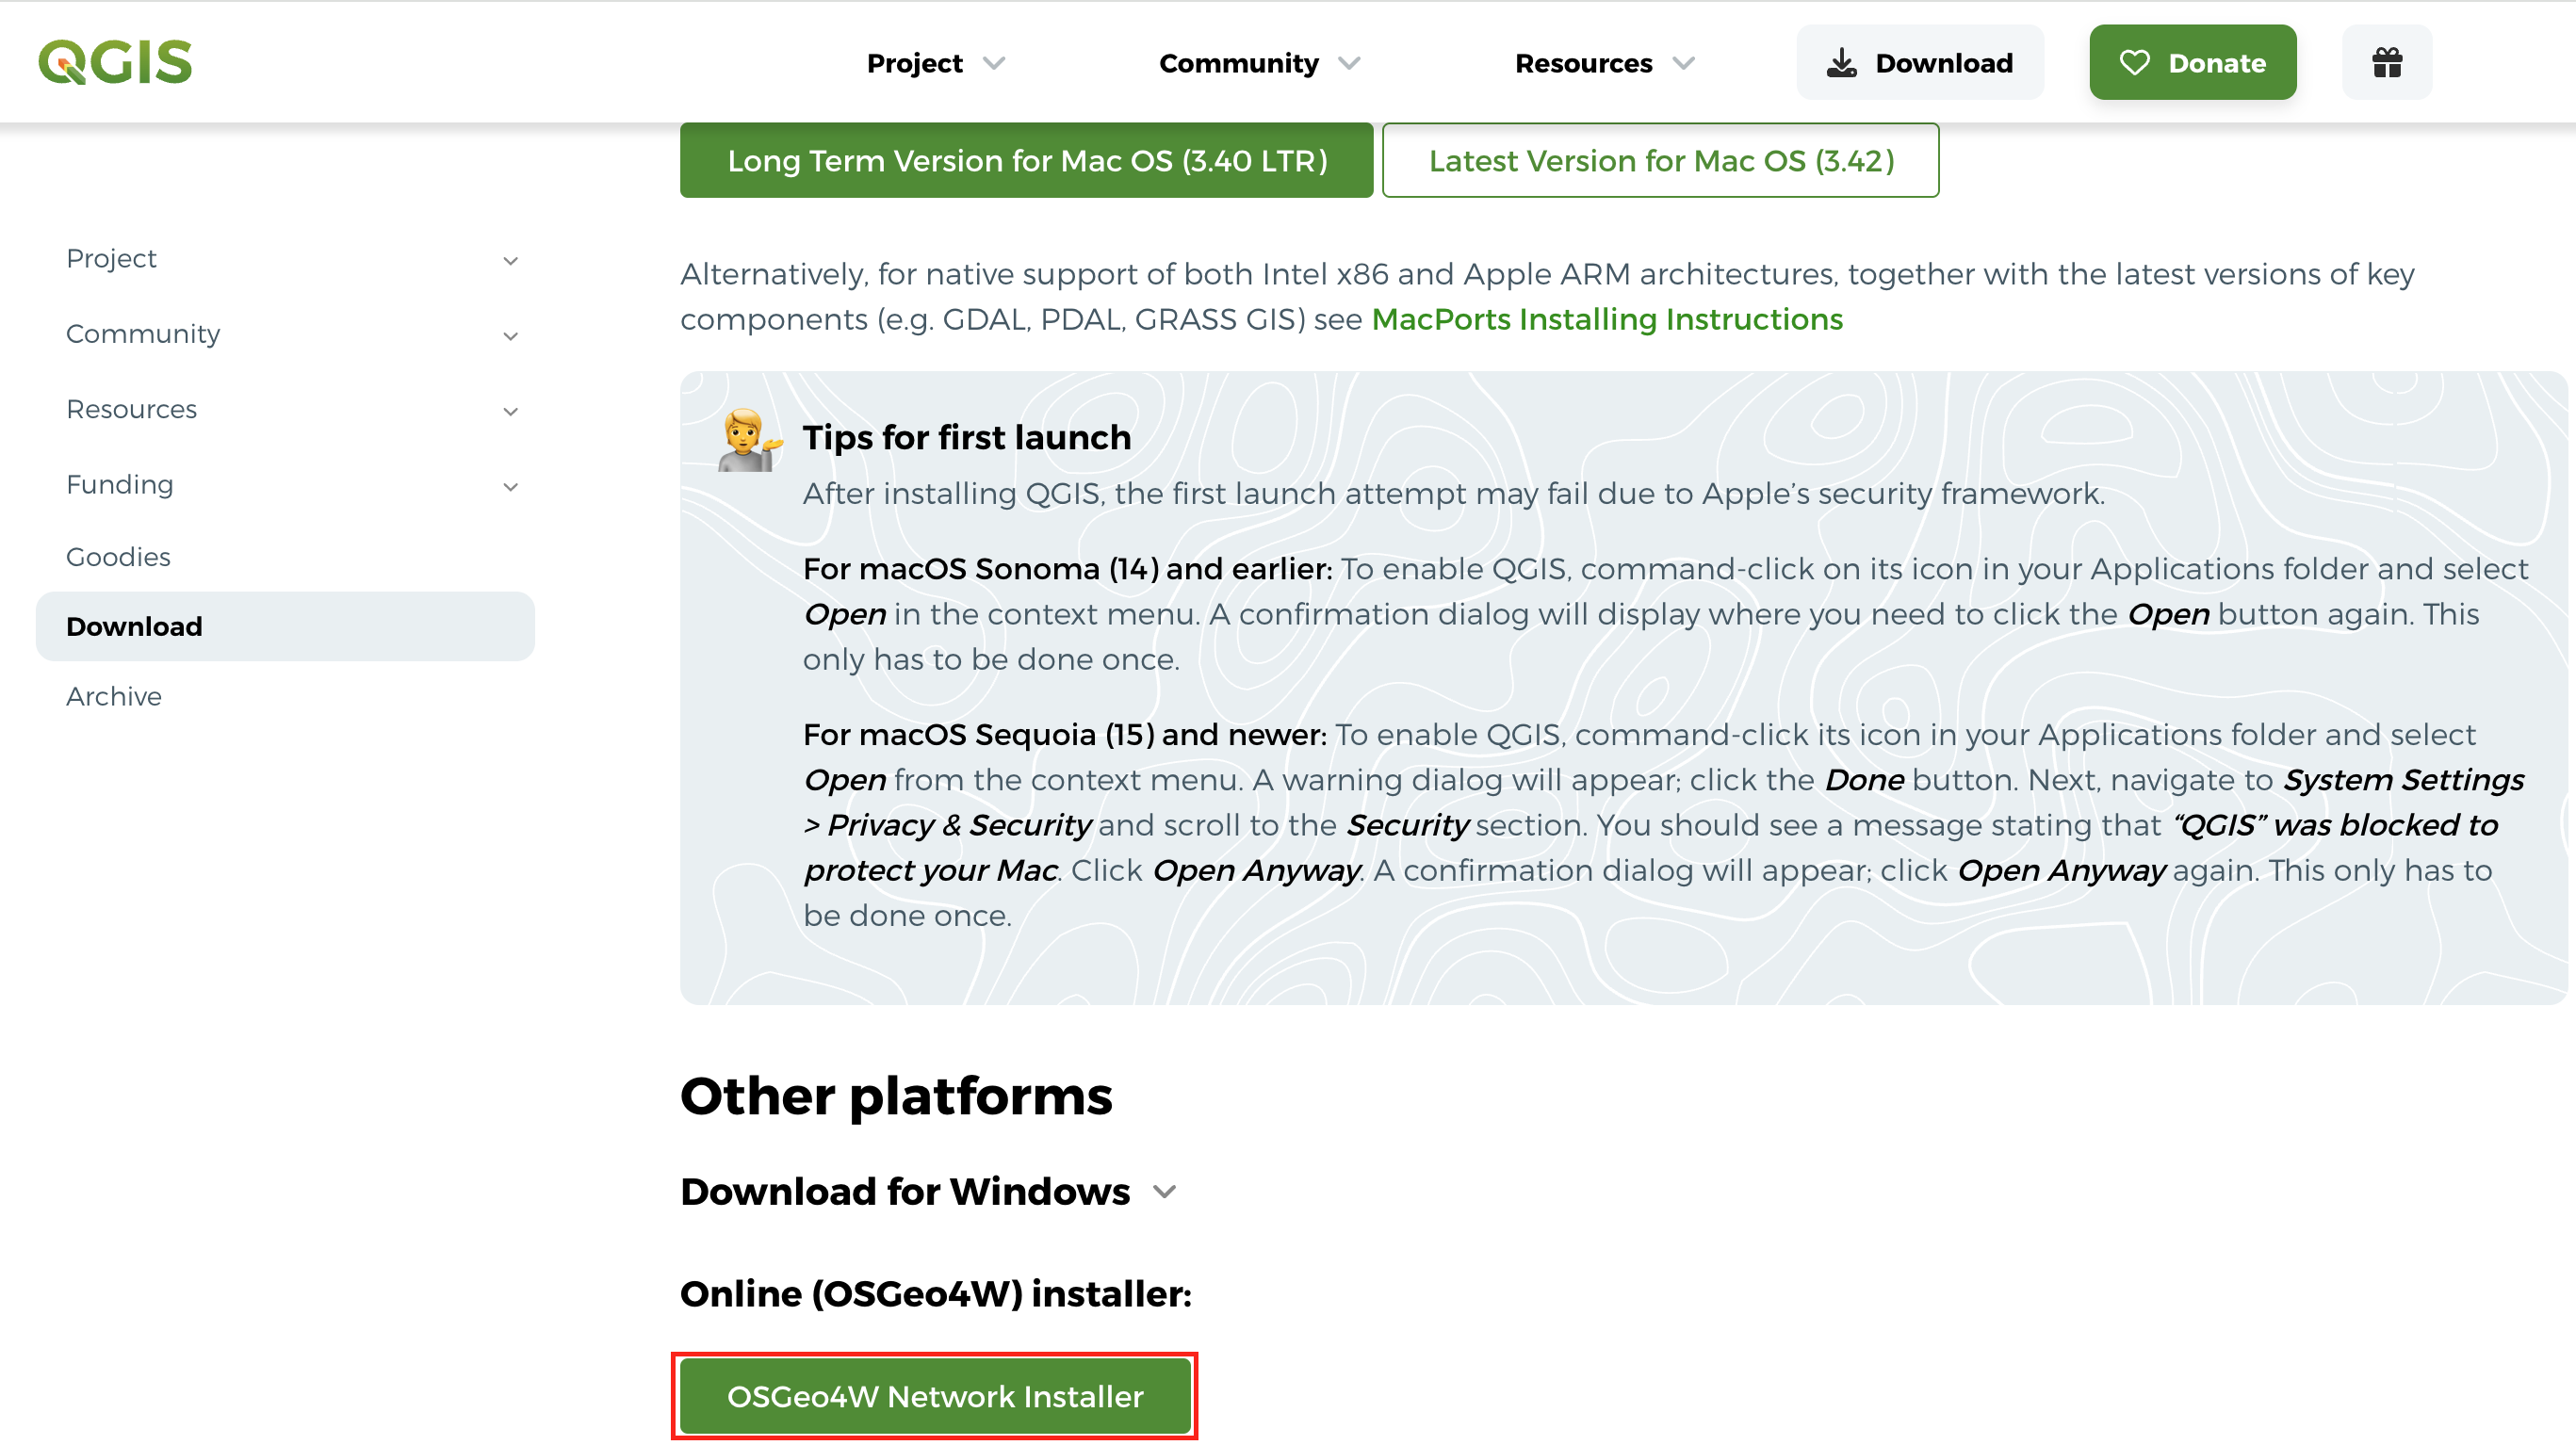 QGIS
Project
Community
Resources
Download
Donate
Long Term Version for Mac OS (3.40 LTR)
Latest Version for Mac OS (3.42)
Project
Community
Resources
Funding
Goodies
Download
Archive
Alternatively, for native support of both Intel x86 and Apple ARM architectures, together with the latest versions of key
components (e.g. GDAL, PDAL, GRASS GIS) see MacPorts Installing Instructions
Tips for first launch
After installing QGIS, the first launch attempt may fail due to Apple’s security framework.
For macOS Sonoma (14) and earlier: To enable QGIS, command-click on its icon in your Applications folder and select
Open in the context menu. A confirmation dialog will display where you need to click the Open button again. This
only has to be done once.
For macOS Sequoia (15) and newer: To enable QGIS, command-click its icon in your Applications folder and select
Open from the context menu. A warning dialog will appear; click the Done button. Next, navigate to System Settings
> Privacy & Security and scroll to the Security section. You should see a message stating that “QGIS” was blocked to
protect your Mac. Click Open Anyway. A confirmation dialog will appear; click Open Anyway again. This only has to
be done once.
Other platforms
Download for Windows
Online (OSGeo4W) installer:
OSGeo4W Network Installer